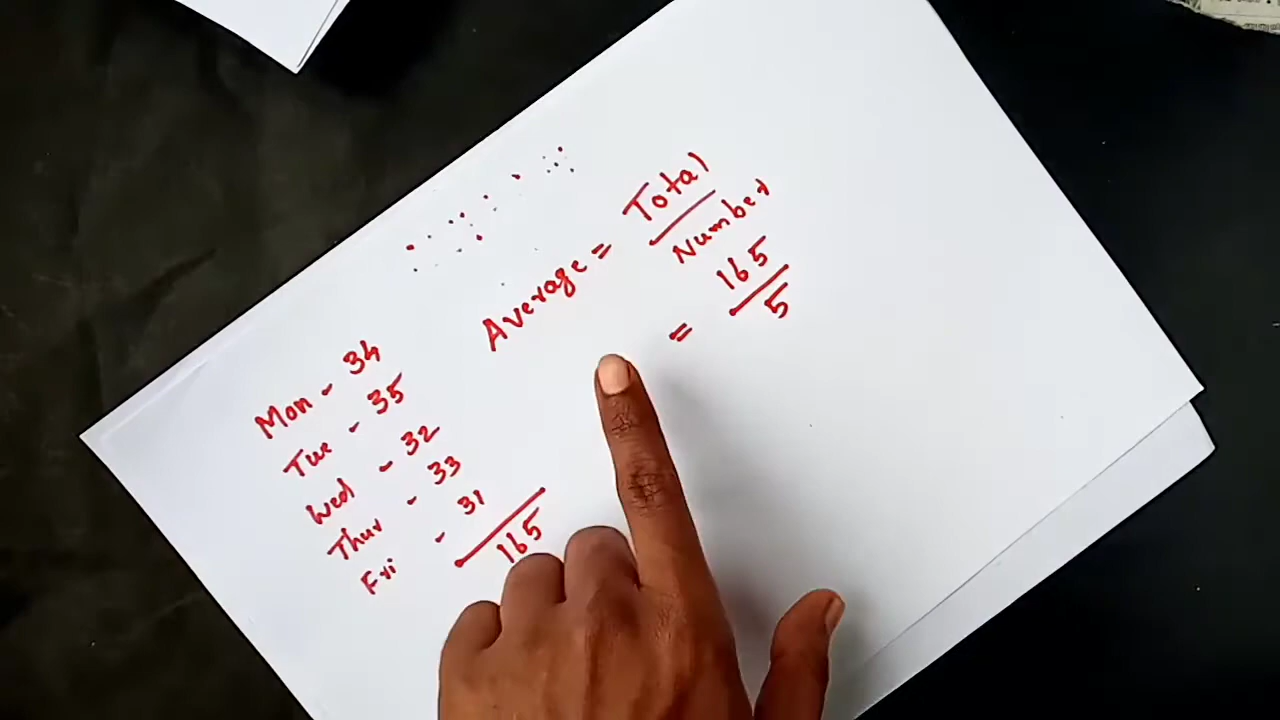 Average = Total
Number
= 165
5
Mon - 34
Tue - 35
Wed - 32
Thur - 33
Fri - 31
165